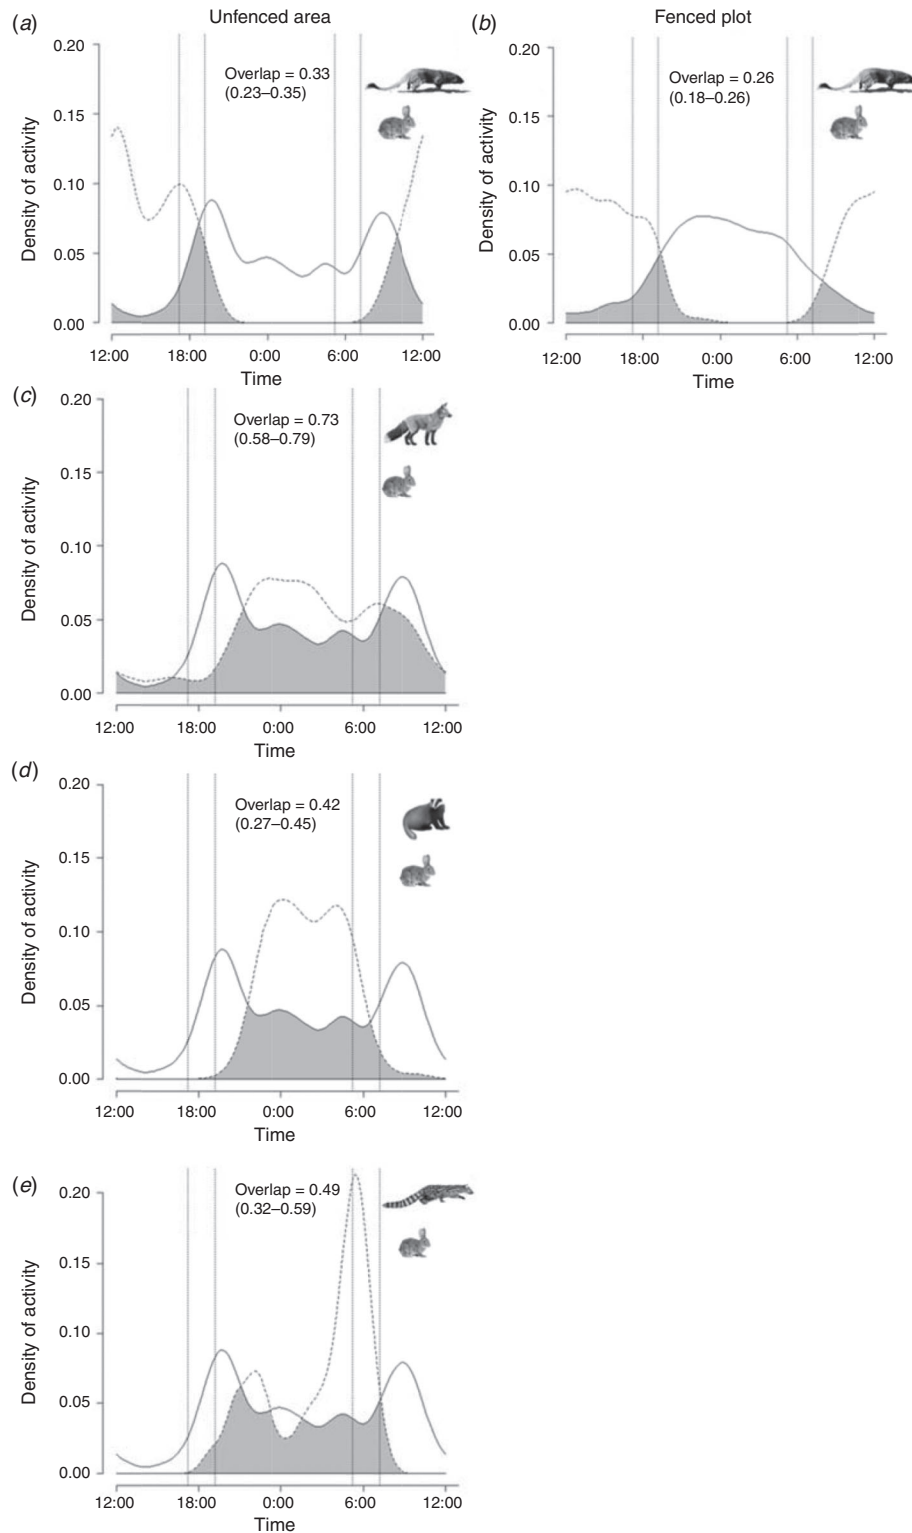 (a)
Unfenced area
(b)
Fenced plot
0.20
0.15
0.10
0.05
0.00
Density of activity
Overlap = 0.33
(0.23–0.35)
12:00
18:00
0:00
6:00
12:00
Time
0.20
0.15
0.10
0.05
0.00
Density of activity
Overlap = 0.26
(0.18–0.26)
12:00
18:00
0:00
6:00
12:00
Time
(c)
0.20
0.15
0.10
0.05
0.00
Density of activity
Overlap = 0.73
(0.58–0.79)
12:00
18:00
0:00
6:00
12:00
Time
(d)
0.20
0.15
0.10
0.05
0.00
Density of activity
Overlap = 0.42
(0.27–0.45)
12:00
18:00
0:00
6:00
12:00
Time
(e)
0.20
0.15
0.10
0.05
0.00
Density of activity
Overlap = 0.49
(0.32–0.59)
12:00
18:00
0:00
6:00
12:00
Time